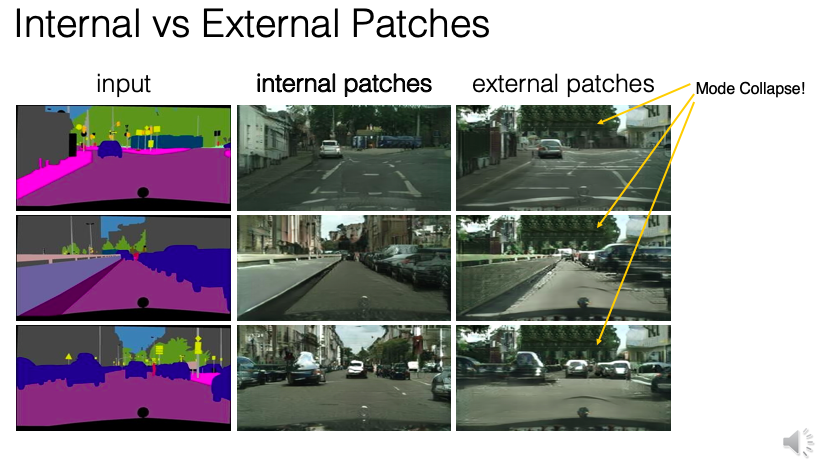 Internal vs External Patches
input
internal patches
external patches
Mode Collapse!